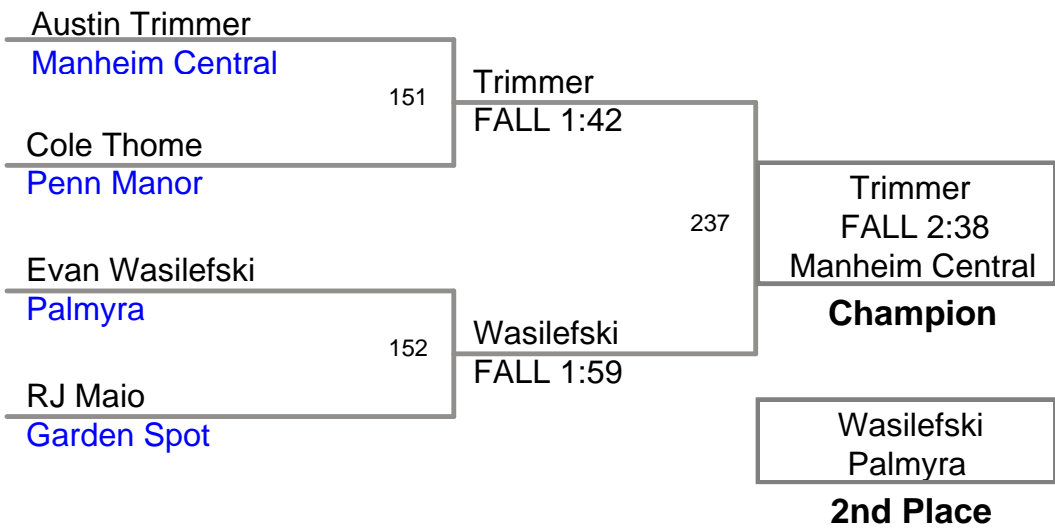 Austin Trimmer
Manheim Central
151
Trimmer
FALL 1:42
Cole Thome
Penn Manor
237
Trimmer
FALL 2:38
Manheim Central
Champion
Evan Wasilefski
Palmyra
152
Wasilefski
FALL 1:59
RJ Maio
Garden Spot
Wasilefski
Palmyra
2nd Place